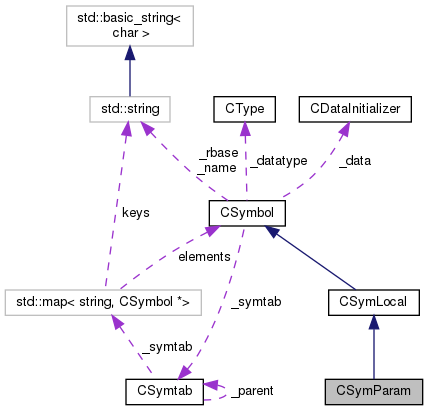 std::basic_string<
char >
std::string
CType
CDataInitializer
_rbase
_name
_datatype
_data
keys
CSymbol
elements
std::map< string, CSymbol *>
_symtab
CSymLocal
_symtab
CSymtab
_parent
CSymParam